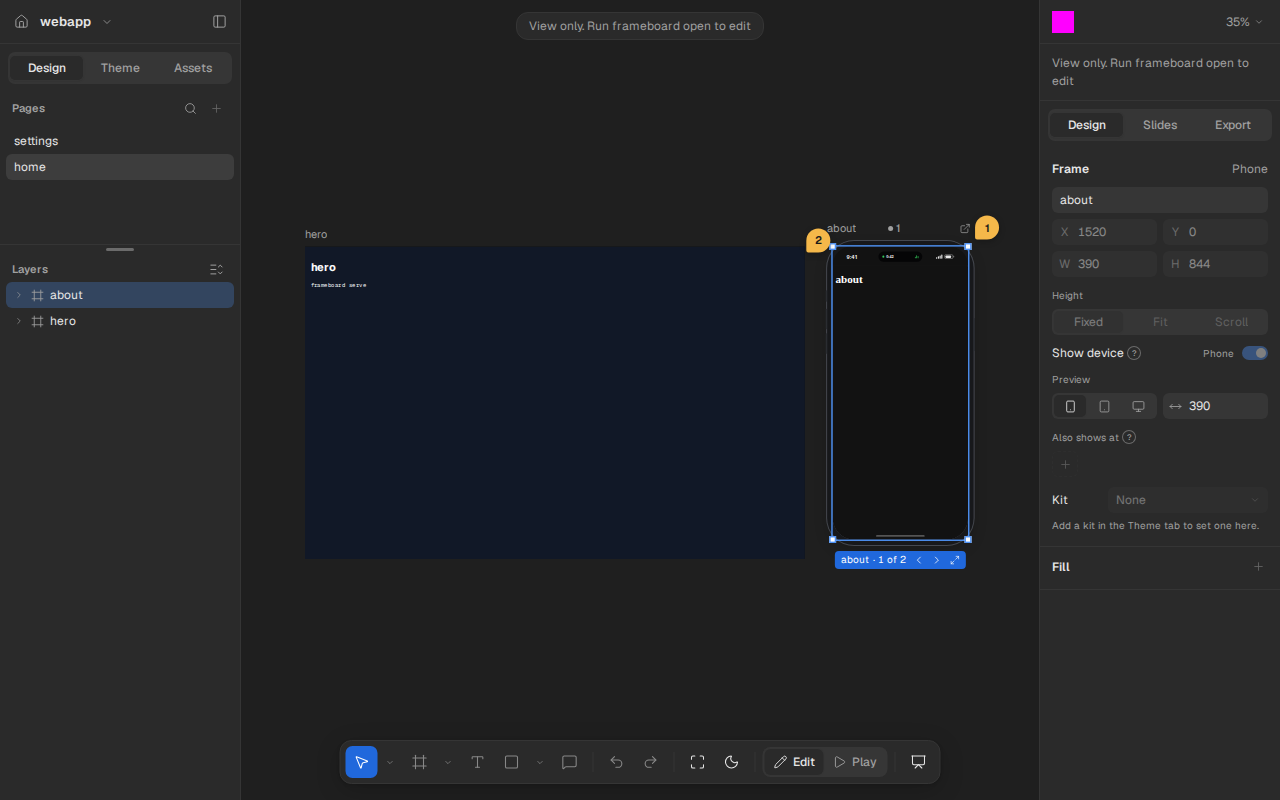 webapp
View only. Run frameboard open to edit
35%
Design Theme Assets
View only. Run frameboard open to
edit
Pages
Design Slides Export
settings
home
Frame Phone
about
X 1520 Y 0
W 390 H 844
hero
about 1
1
2
Layers
about
hero
hero
frameboard serve
9:41
about
Height
Fixed Fit Scroll
Show device ? Phone
Preview
390
Also shows at ?
Kit None
Add a kit in the Theme tab to set one here.
about · 1 of 2
Fill
Edit Play